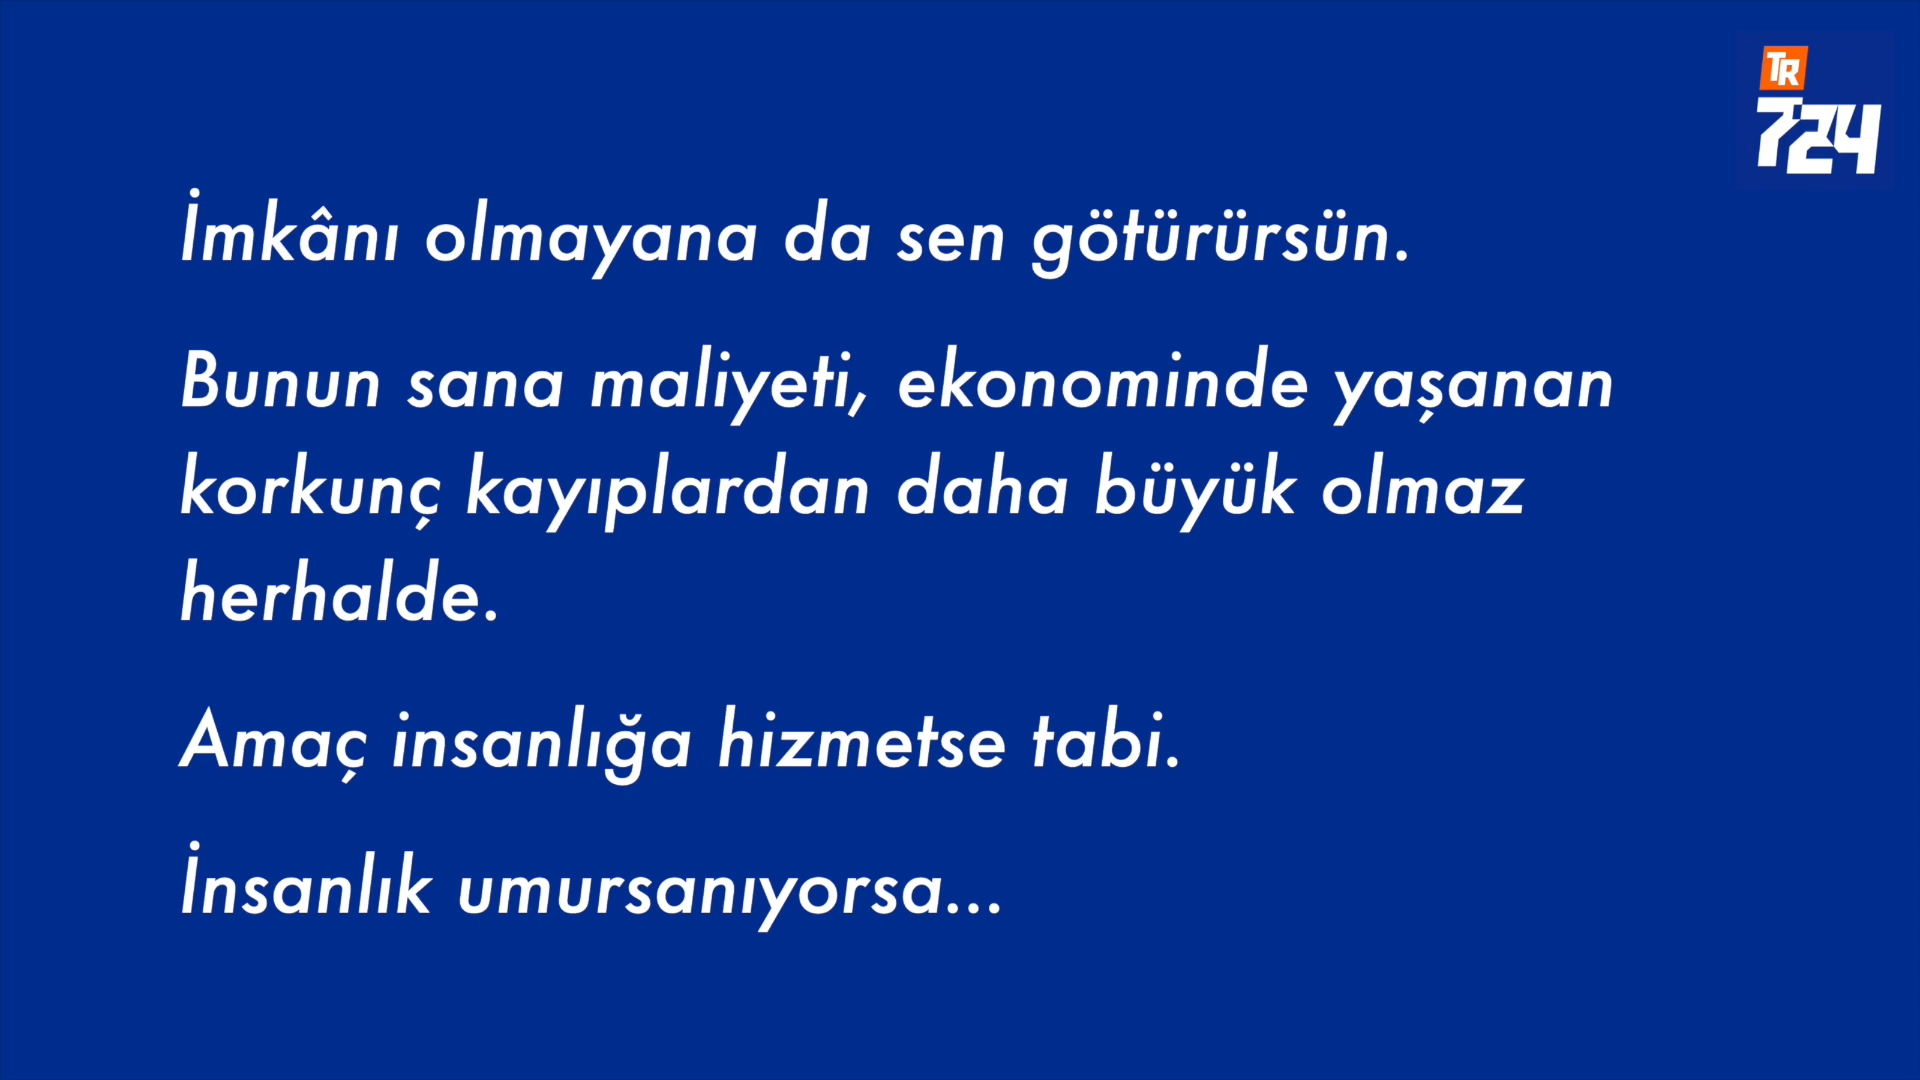 TR
724
İmkânı olmayana da sen götürürsün.
Bunun sana maliyeti, ekonominde yaşanan
korkunç kayıplardan daha büyük olmaz
herhalde.
Amaç insanlığa hizmetse tabi.
İnsanlık umursanıyorsa...